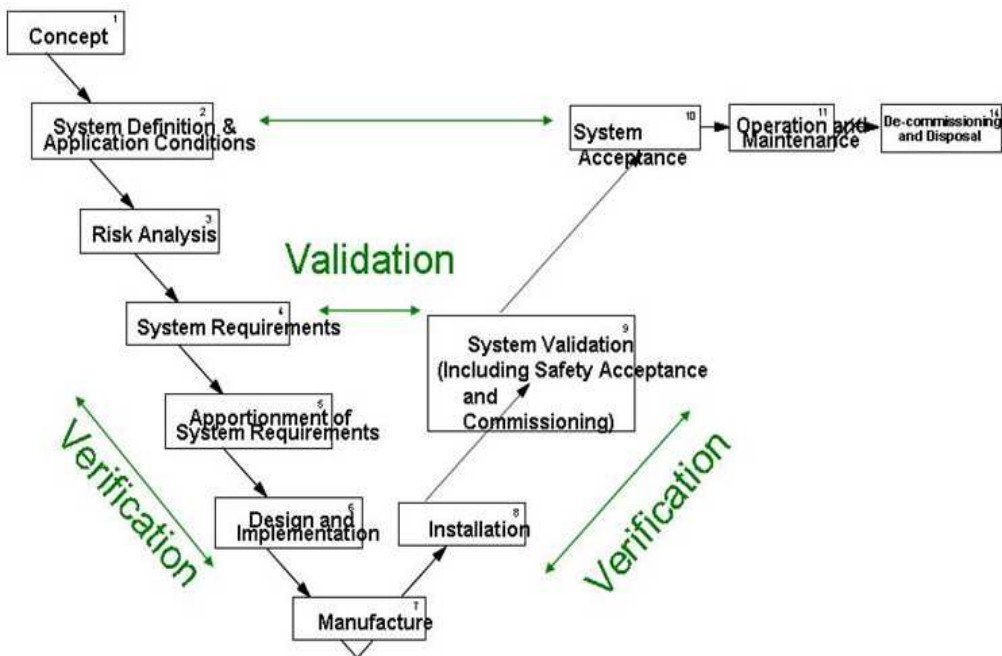 1
Concept
2
System Definition &
Application Conditions
3
Risk Analysis
4
System Requirements
5
Apportionment of
System Requirements
6
Design and
Implementation
7
Manufacture
8
Installation
9
System Validation
(Including Safety Acceptance
and
Commissioning)
10
System
Acceptance
11
Operation and
Maintenance
14
De-commissioning
and Disposal
Validation
Verification
Verification